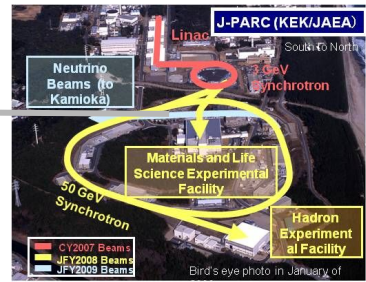 J-PARC (KEK/JAEA)
Linac
South to North
Neutrino
Beams (to
Kamioka)
3 GeV
Synchrotron
Materials and Life
Science Experimental
Facility
50 GeV
Synchrotron
Hadron
Experiment
al Facility
CY2007 Beams
JFY2008 Beams
JFY2009 Beams
Bird's eye photo in January of